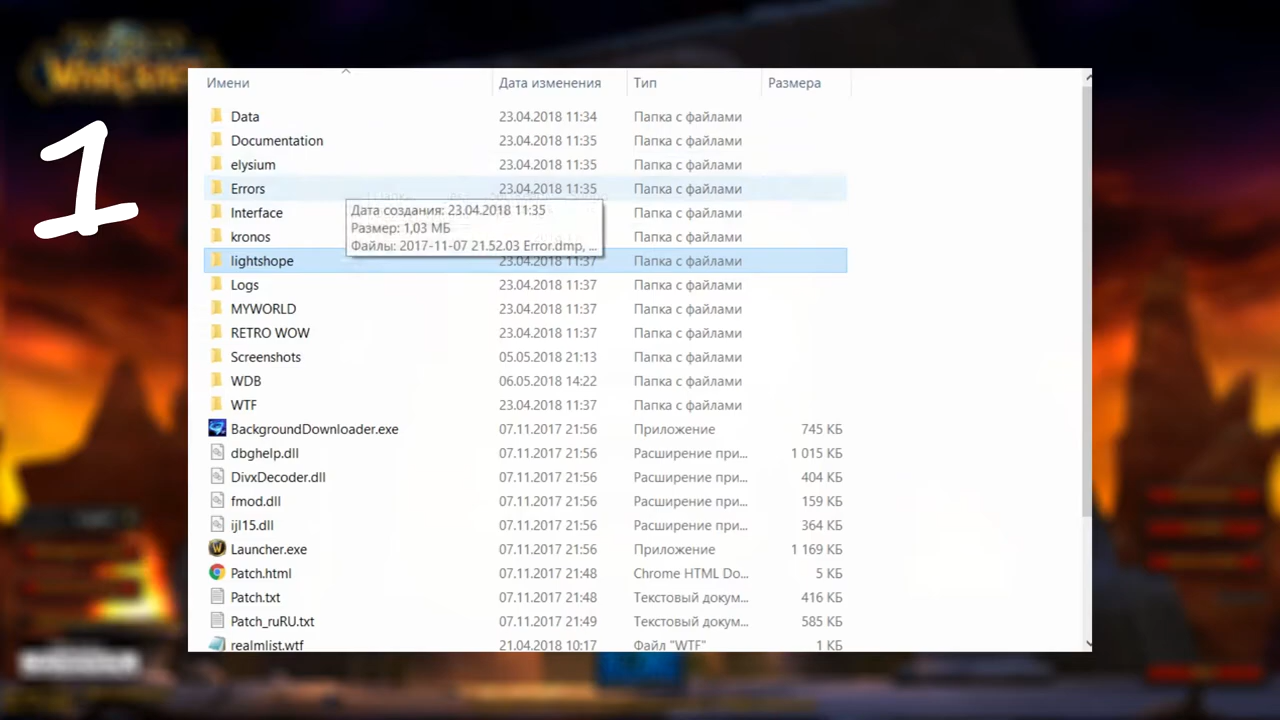 1
Имени Дата изменения Тип Размера
Data 23.04.2018 11:34 Папка с файлами
Documentation 23.04.2018 11:35 Папка с файлами
elysium 23.04.2018 11:35 Папка с файлами
Errors 23.04.2018 11:35 Папка с файлами
Interface Папка с файлами
Дата создания: 23.04.2018 11:35
Размер: 1,03 МБ
Файлы: 2017-11-07 21.52.03 Error.dmp, ...
kronos Папка с файлами
lightshope 23.04.2018 11:37 Папка с файлами
Logs 23.04.2018 11:37 Папка с файлами
MYWORLD 23.04.2018 11:37 Папка с файлами
RETRO WOW 23.04.2018 11:37 Папка с файлами
Screenshots 05.05.2018 21:13 Папка с файлами
WDB 06.05.2018 14:22 Папка с файлами
WTF 23.04.2018 11:37 Папка с файлами
BackgroundDownloader.exe 07.11.2017 21:56 Приложение 745 КБ
dbghelp.dll 07.11.2017 21:56 Расширение при... 1 015 КБ
DivxDecoder.dll 07.11.2017 21:56 Расширение при... 404 КБ
fmod.dll 07.11.2017 21:56 Расширение при... 159 КБ
ijl15.dll 07.11.2017 21:56 Расширение при... 364 КБ
Launcher.exe 07.11.2017 21:56 Приложение 1 169 КБ
Patch.html 07.11.2017 21:48 Chrome HTML Do... 5 КБ
Patch.txt 07.11.2017 21:48 Текстовый докум... 416 КБ
Patch_ruRU.txt 07.11.2017 21:49 Текстовый докум... 585 КБ
realmlist.wtf 21.04.2018 10:17 Файл "WTF" 1 КБ